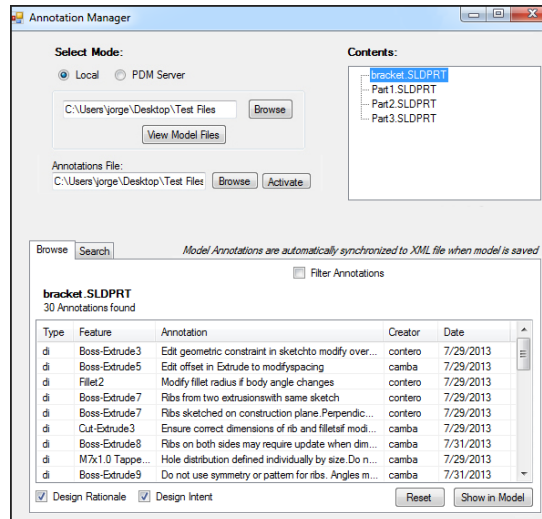 Annotation Manager
Select Mode:
Local PDM Server
C:\Users\jorge\Desktop\Test Files Browse
View Model Files
Annotations File:
C:\Users\jorge\Desktop\Test Files Browse Activate
Contents:
bracket.SLDPRT
Part1.SLDPRT
Part2.SLDPRT
Part3.SLDPRT
Browse Search Model Annotations are automatically synchronized to XML file when model is saved
Filter Annotations
bracket.SLDPRT
30 Annotations found
Type Feature Annotation Creator Date
di Boss-Extrude3 Edit geometric constraint in sketchto modify over... contero 7/29/2013
di Boss-Extrude5 Edit offset in Extrude to modifyspacing camba 7/29/2013
di Fillet2 Modify fillet radius if body angle changes contero 7/29/2013
di Boss-Extrude7 Ribs from two extrusionswith same sketch contero 7/29/2013
di Boss-Extrude7 Ribs sketched on construction plane.Perpendic... contero 7/29/2013
di Cut-Extrude3 Ensure correct dimensions of rib and filletsif modi... camba 7/29/2013
di Boss-Extrude8 Ribs on both sides may require update when dim... camba 7/31/2013
di M7x1.0 Tappe... Hole distribution defined individually by size.Do n... camba 7/29/2013
di Boss-Extrude9 Do not use symmetry or pattern for ribs. Angles m... camba 7/31/2013
Design Rationale Design Intent Reset Show in Model